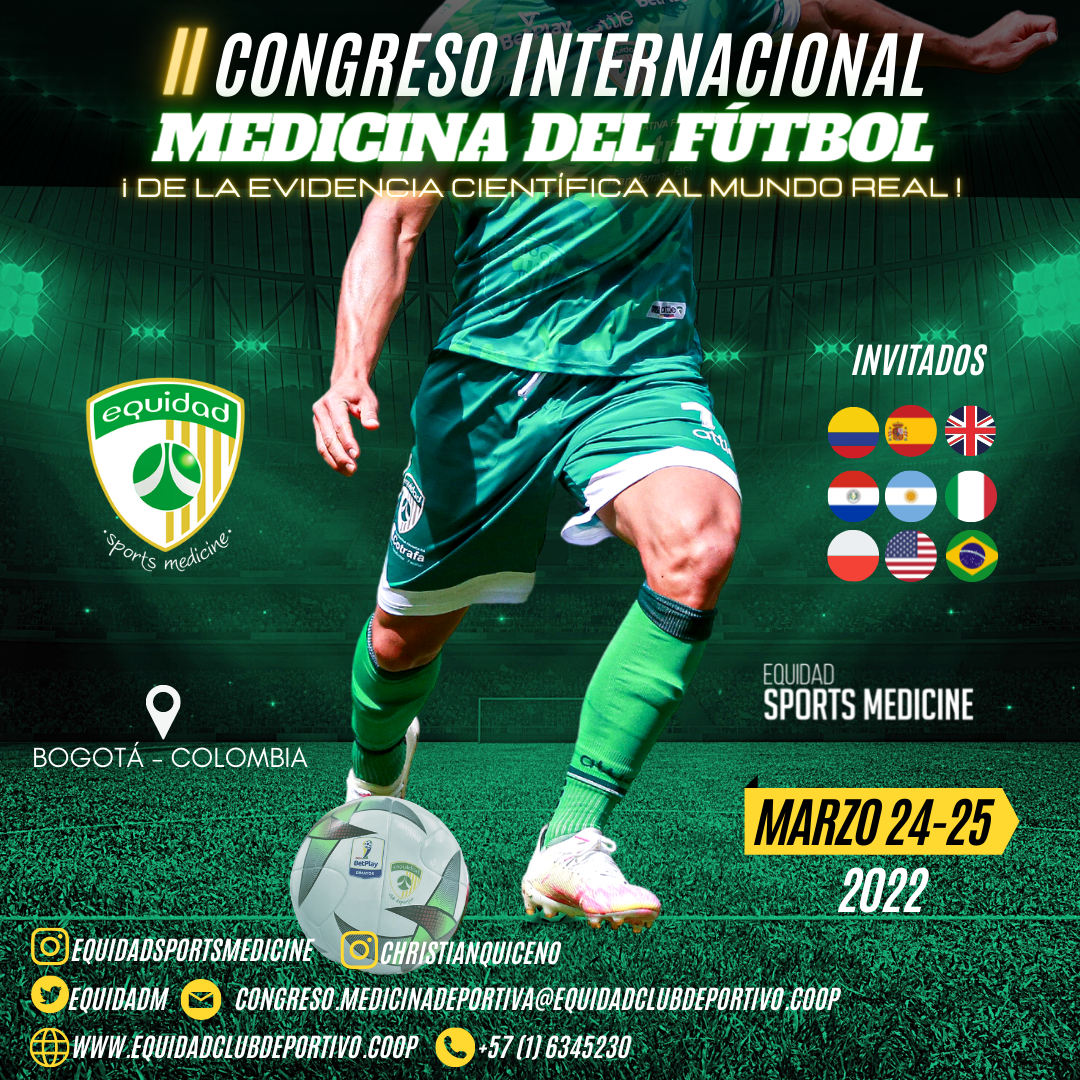 II CONGRESO INTERNACIONAL
MEDICINA DEL FÚTBOL
¡ DE LA EVIDENCIA CIENTÍFICA AL MUNDO REAL !
INVITADOS
equidad
sports medicine
Cotrafa
EQUIDAD
SPORTS MEDICINE
BOGOTÁ - COLOMBIA
MARZO 24-25
2022
BetPlay
EQUIDADSPORTSMEDICINE CHRISTIANQUICENO
EQUIDADM CONGRESO.MEDICINADEPORTIVA@EQUIDADCLUBDEPORTIVO.COOP
WWW.EQUIDADCLUBDEPORTIVO.COOP +57 (1) 6345230